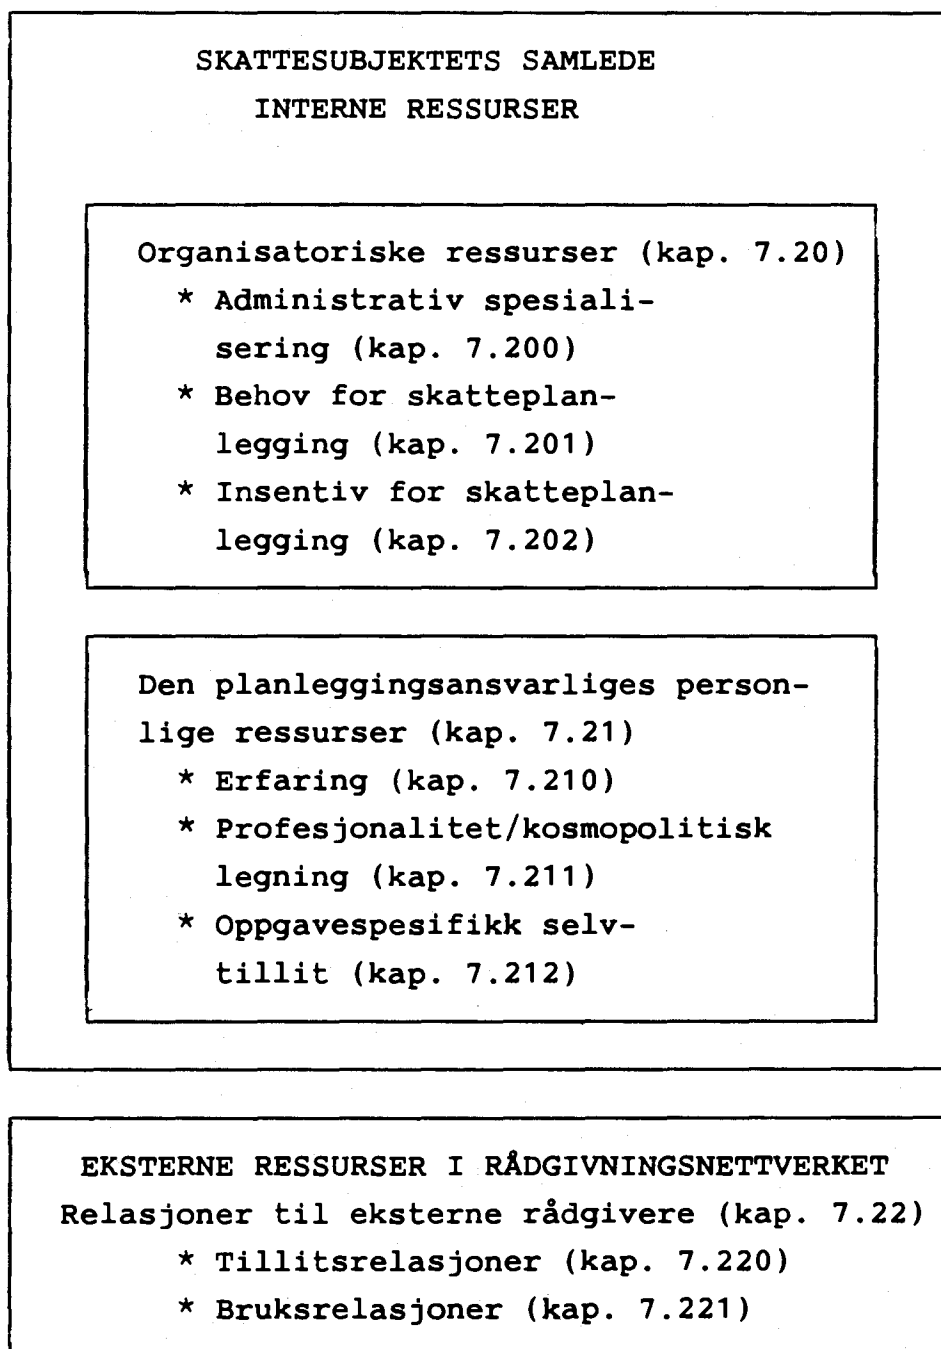 SKATTESUBJEKTETS SAMLEDE
INTERNE RESSURSER
Organisatoriske ressurser (kap. 7.20)
* Administrativ spesiali-
sering (kap. 7.200)
* Behov for skatteplan-
legging (kap. 7.201)
* Insentiv for skatteplan-
legging (kap. 7.202)
Den planleggingsansvarliges person-
lige ressurser (kap. 7.21)
* Erfaring (kap. 7.210)
* Profesjonalitet/kosmopolitisk
legning (kap. 7.211)
* Oppgavespesifikk selv-
tillit (kap. 7.212)
EKSTERNE RESSURSER I RÅDGIVNINGSNETTVERKET
Relasjoner til eksterne rådgivere (kap. 7.22)
* Tillitsrelasjoner (kap. 7.220)
* Bruksrelasjoner (kap. 7.221)